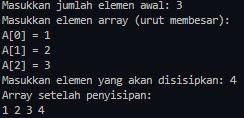 Masukkan jumlah elemen awal: 3
Masukkan elemen array (urut membesar):
A[0] = 1
A[1] = 2
A[2] = 3
Masukkan elemen yang akan disisipkan: 4
Array setelah penyisipan:
1 2 3 4